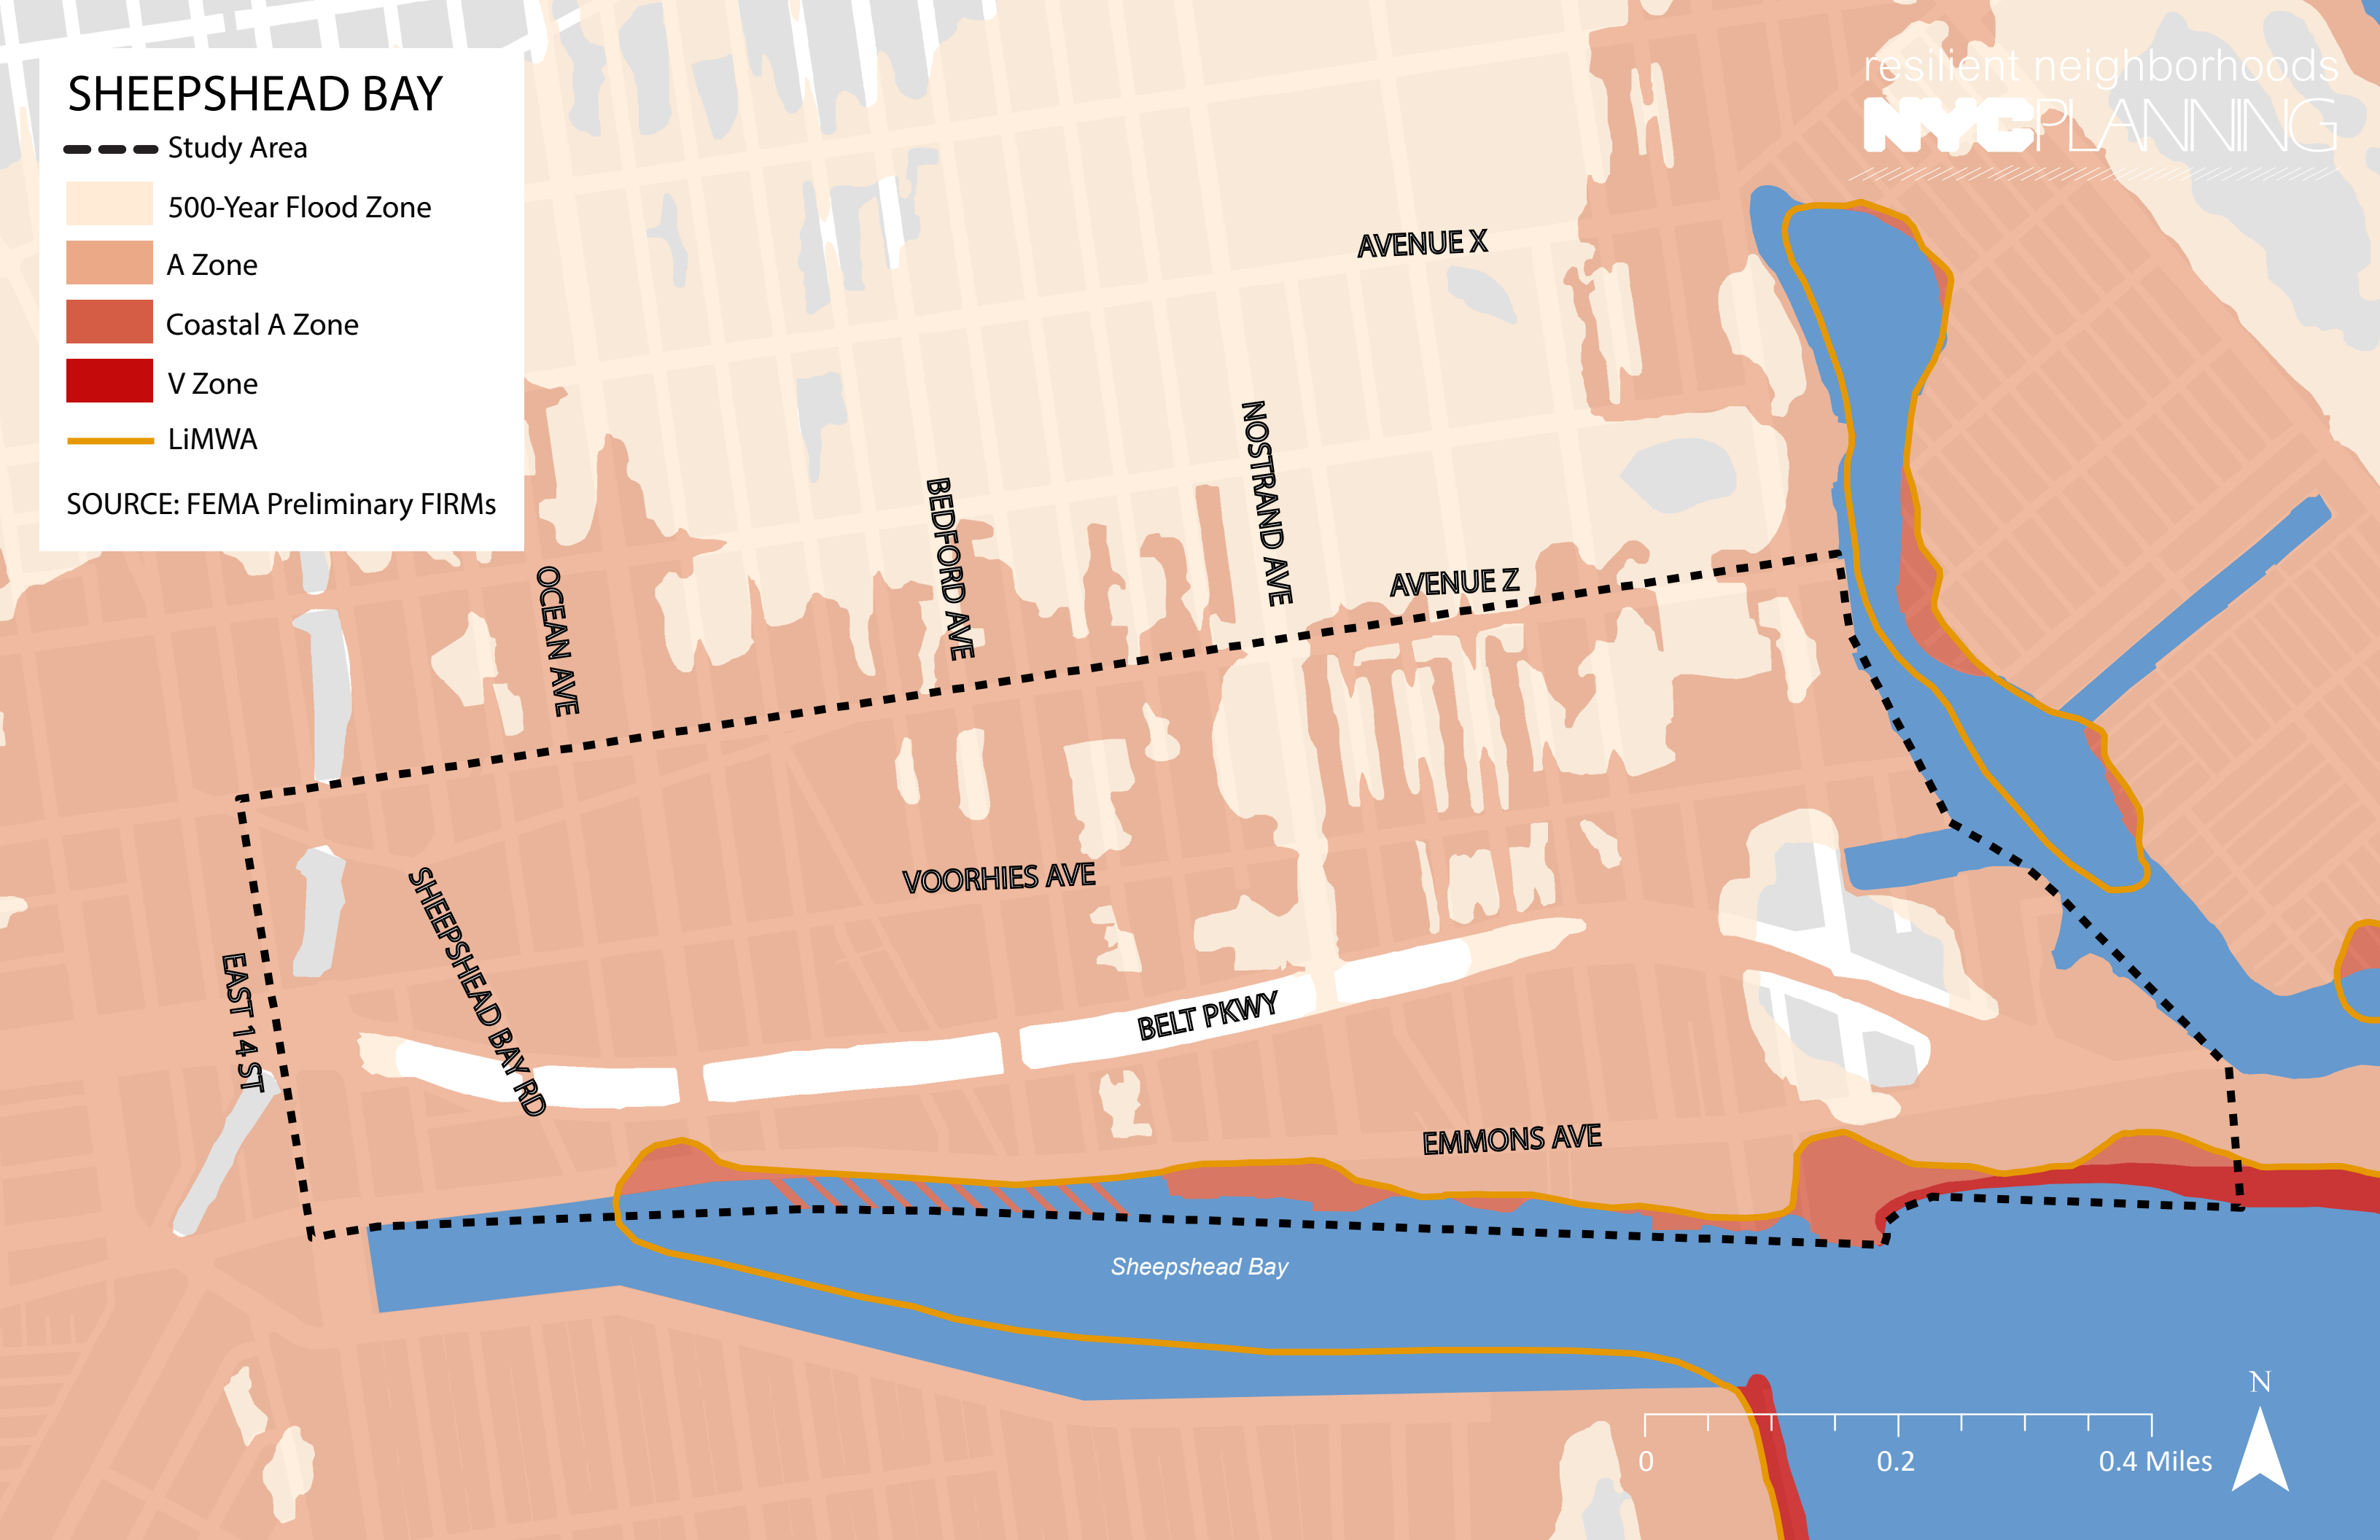 SHEEPSHEAD BAY
Study Area
500-Year Flood Zone
A Zone
Coastal A Zone
V Zone
LiMWA
SOURCE: FEMA Preliminary FIRMs
resilient neighborhoods
NYCPLANNING
AVENUE X
NOSTRAND AVE
BEDFORD AVE
OCEAN AVE
AVENUE Z
VOORHIES AVE
SHEEPSHEAD BAY RD
EAST 14 ST
BELT PKWY
EMMONS AVE
Sheepshead Bay
N
0 0.2 0.4 Miles